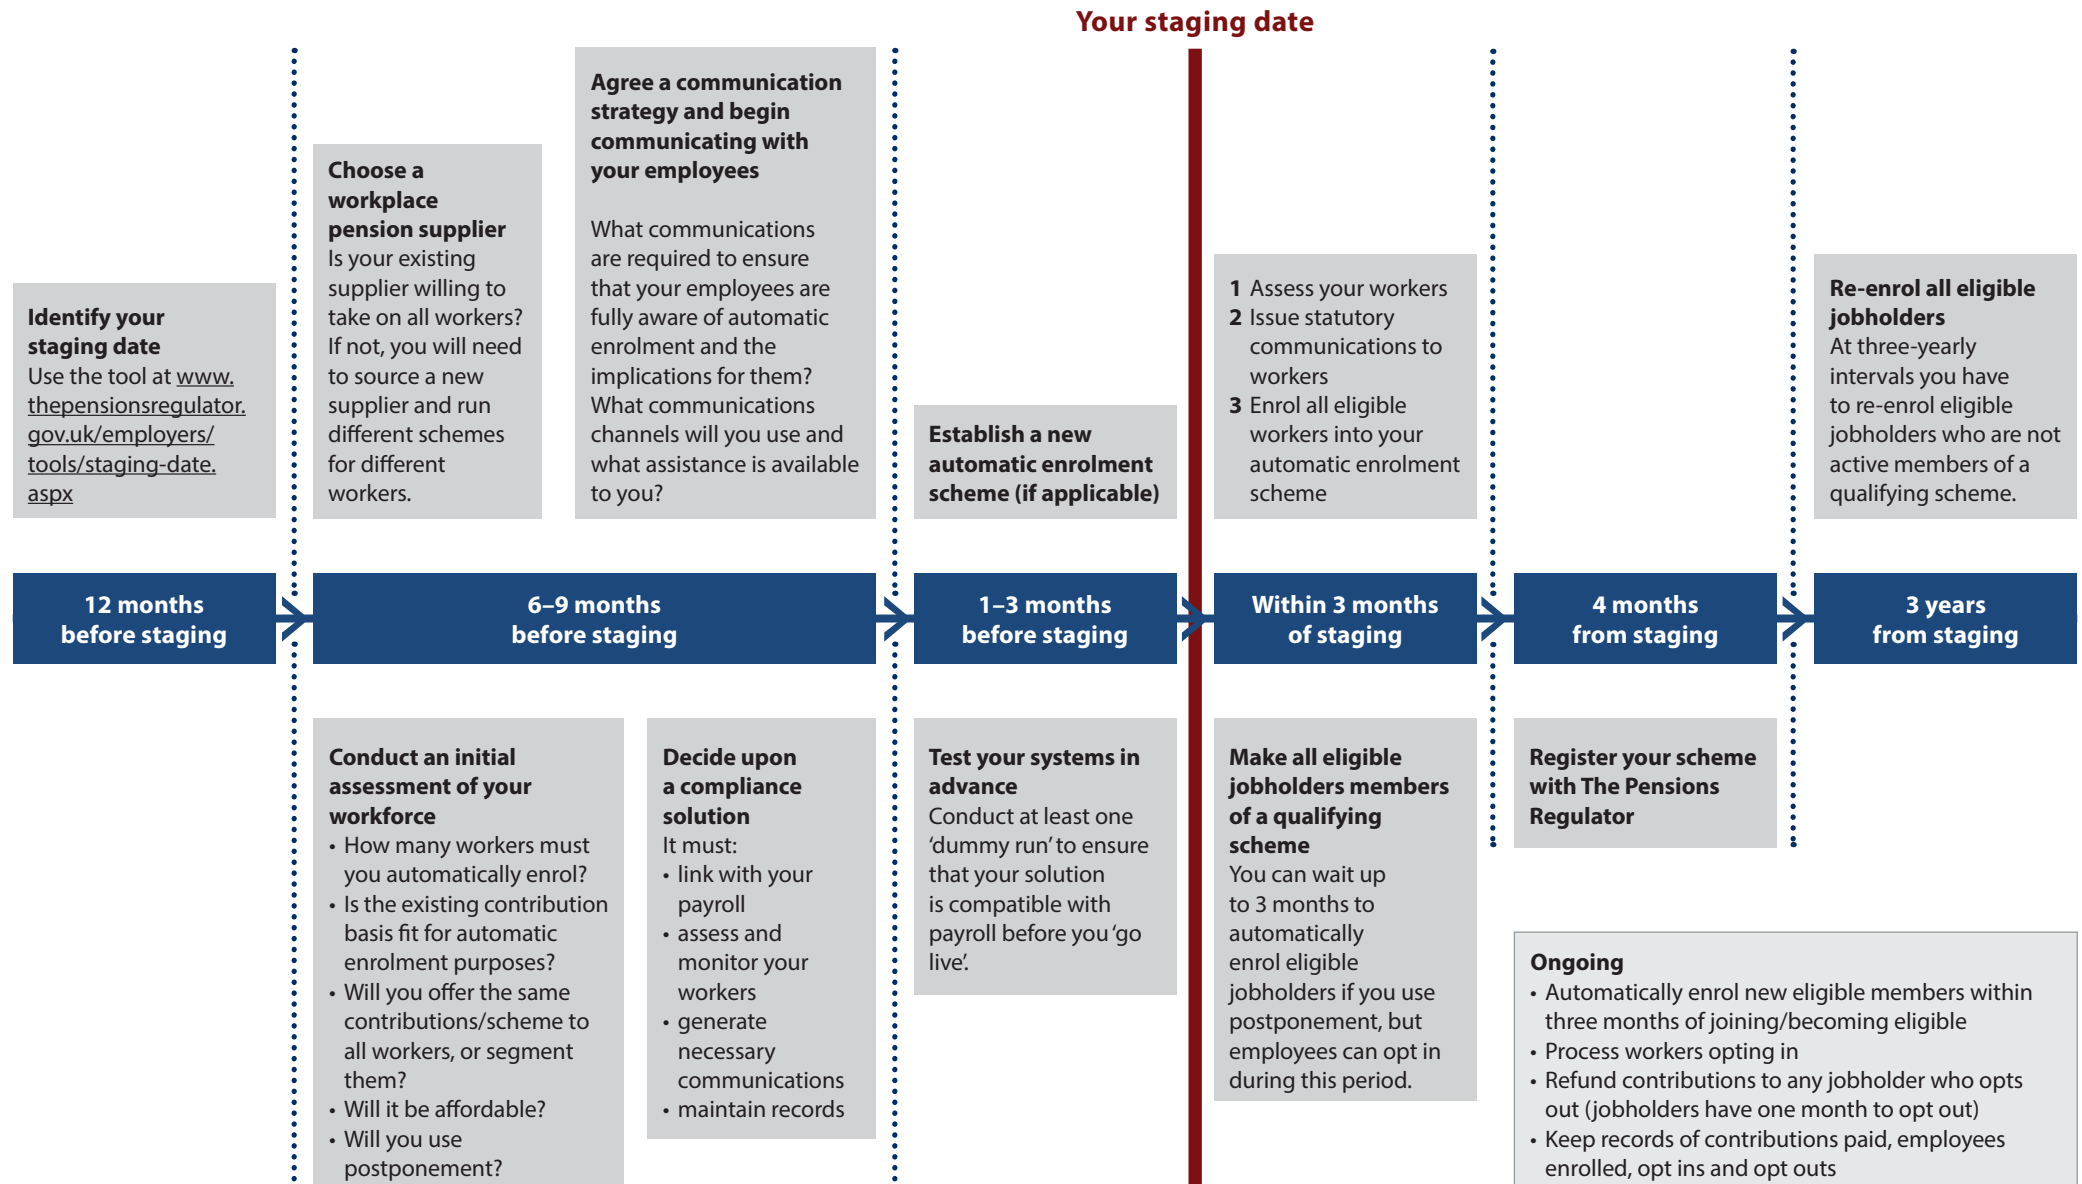 Your staging date
Identify your
staging date
Use the tool at www.
thepensionsregulator.
gov.uk/employers/
tools/staging-date.
aspx
Choose a
workplace
pension supplier
Is your existing
supplier willing to
take on all workers?
If not, you will need
to source a new
supplier and run
different schemes
for different
workers.
Agree a communication
strategy and begin
communicating with
your employees
What communications
are required to ensure
that your employees are
fully aware of automatic
enrolment and the
implications for them?
What communications
channels will you use and
what assistance is available
to you?
Establish a new
automatic enrolment
scheme (if applicable)
1 Assess your workers
2 Issue statutory
communications to
workers
3 Enrol all eligible
workers into your
automatic enrolment
scheme
Re-enrol all eligible
jobholders
At three-yearly
intervals you have
to re-enrol eligible
jobholders who are not
active members of a
qualifying scheme.
12 months
before staging
6–9 months
before staging
1–3 months
before staging
Within 3 months
of staging
4 months
from staging
3 years
from staging
Conduct an initial
assessment of your
workforce
• How many workers must
you automatically enrol?
• Is the existing contribution
basis fit for automatic
enrolment purposes?
• Will you offer the same
contributions/scheme to
all workers, or segment
them?
• Will it be affordable?
• Will you use
postponement?
Decide upon
a compliance
solution
It must:
• link with your
payroll
• assess and
monitor your
workers
• generate
necessary
communications
• maintain records
Test your systems in
advance
Conduct at least one
‘dummy run’ to ensure
that your solution
is compatible with
payroll before you ‘go
live’.
Make all eligible
jobholders members
of a qualifying
scheme
You can wait up
to 3 months to
automatically
enrol eligible
jobholders if you use
postponement, but
employees can opt in
during this period.
Register your scheme
with The Pensions
Regulator
Ongoing
• Automatically enrol new eligible members within
three months of joining/becoming eligible
• Process workers opting in
• Refund contributions to any jobholder who opts
out (jobholders have one month to opt out)
• Keep records of contributions paid, employees
enrolled, opt ins and opt outs